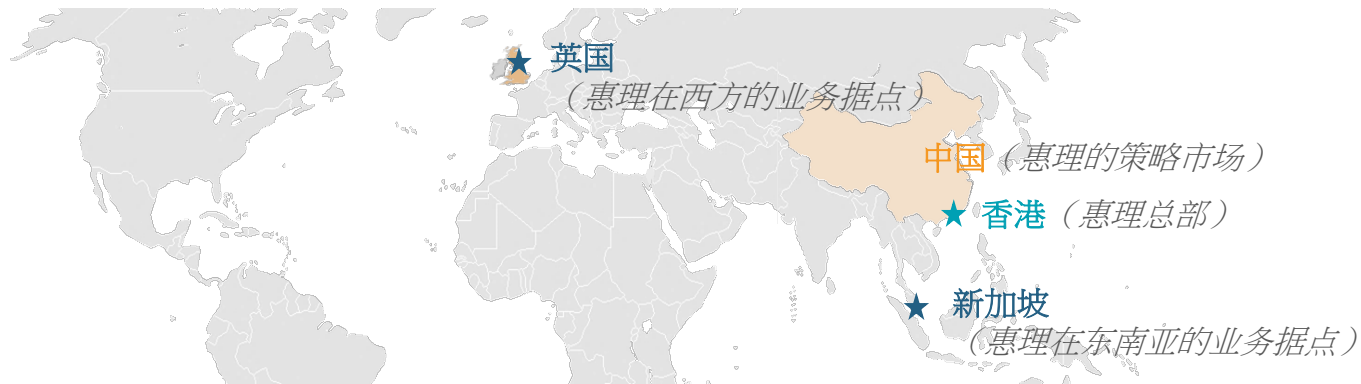 英国
（惠理在西方的业务据点）
中国（惠理的策略市场）
香港（惠理总部）
新加坡
（惠理在东南亚的业务据点）